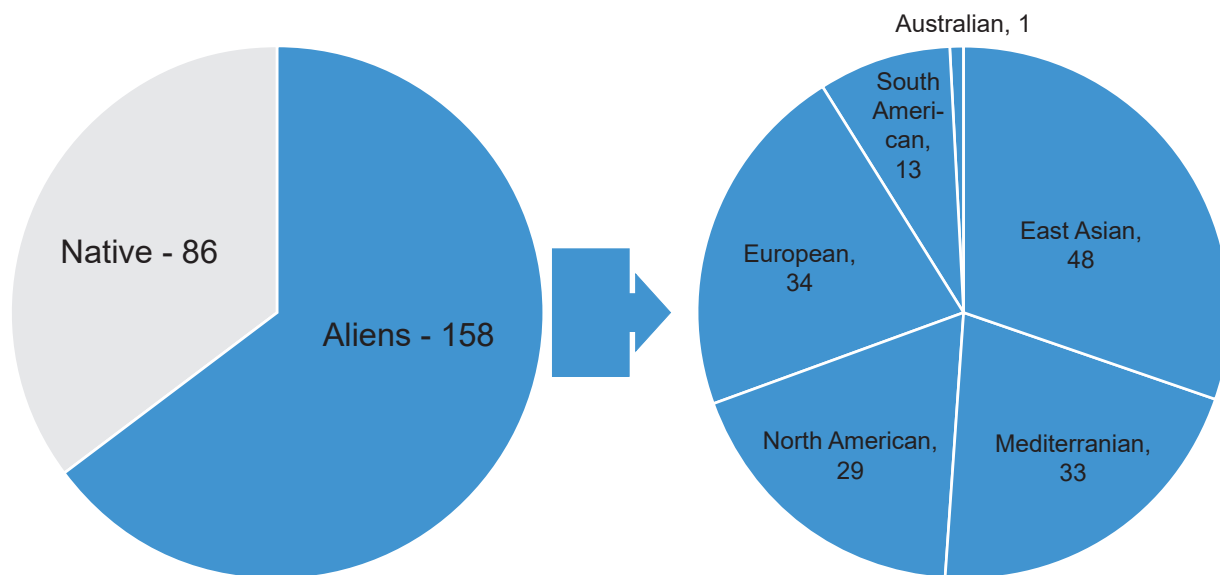 Native - 86
Aliens - 158
Australian, 1
South
Ameri-
can,
13
East Asian,
48
European,
34
North American,
29
Mediterranian,
33